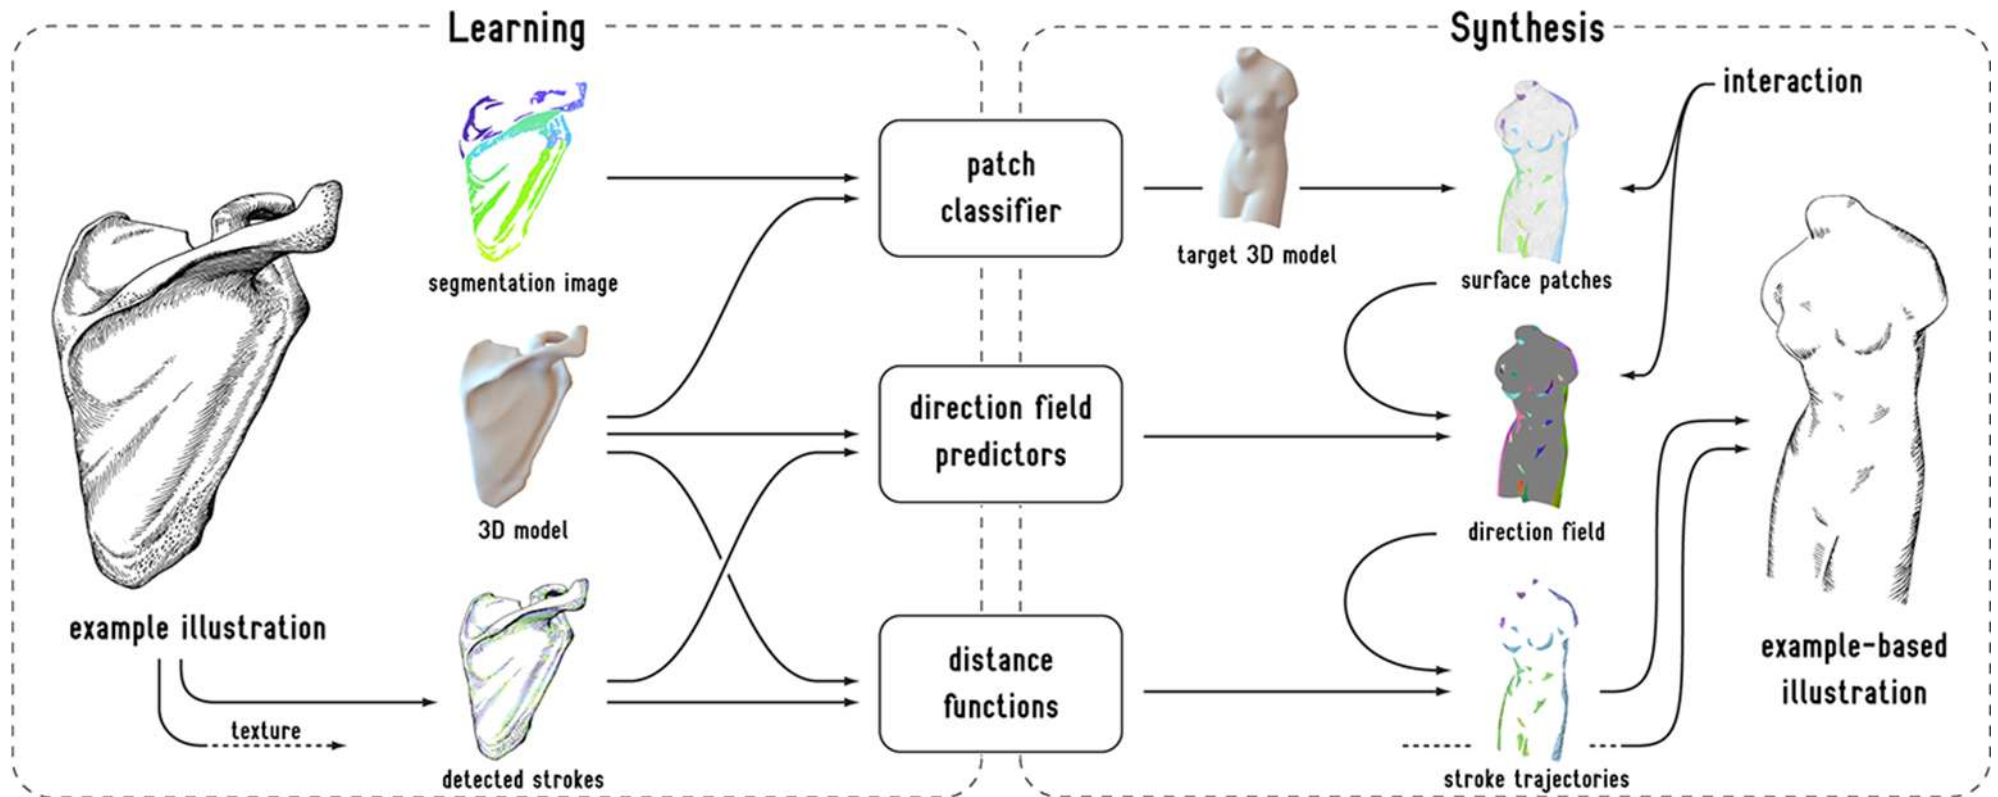 Learning
Synthesis
segmentation image
3D model
example illustration
texture
detected strokes
patch
classifier
direction field
predictors
distance
functions
target 3D model
interaction
surface patches
direction field
stroke trajectories
example-based
illustration